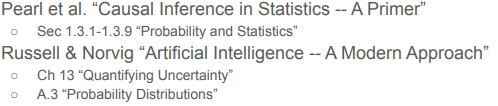 Pearl et al. “Causal Inference in Statistics -- A Primer”
○ Sec 1.3.1-1.3.9 “Probability and Statistics”
Russell & Norvig “Artificial Intelligence -- A Modern Approach”
○ Ch 13 “Quantifying Uncertainty”
○ A.3 “Probability Distributions”